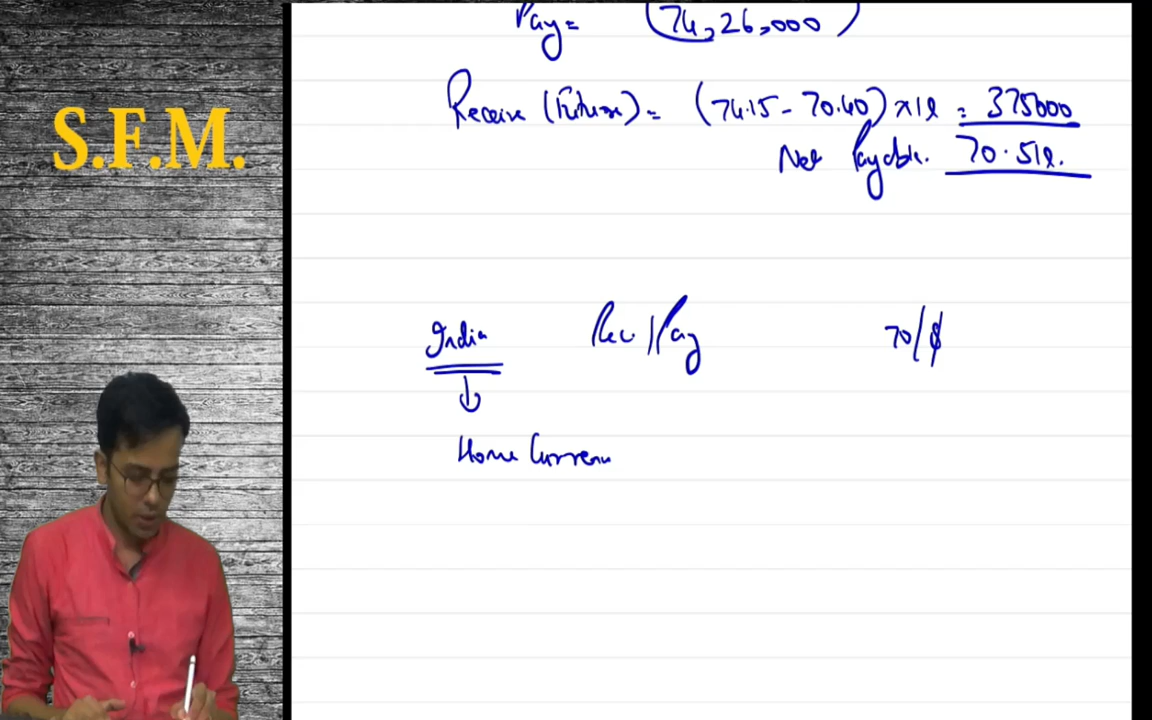 Pay = (74,26,000)
S.F.M.
Receive (Future) = (74.15 - 70.40) x 1l = 375000
Net Payable. 70.51l.
India Rec/Pay 70/$
Home Curren